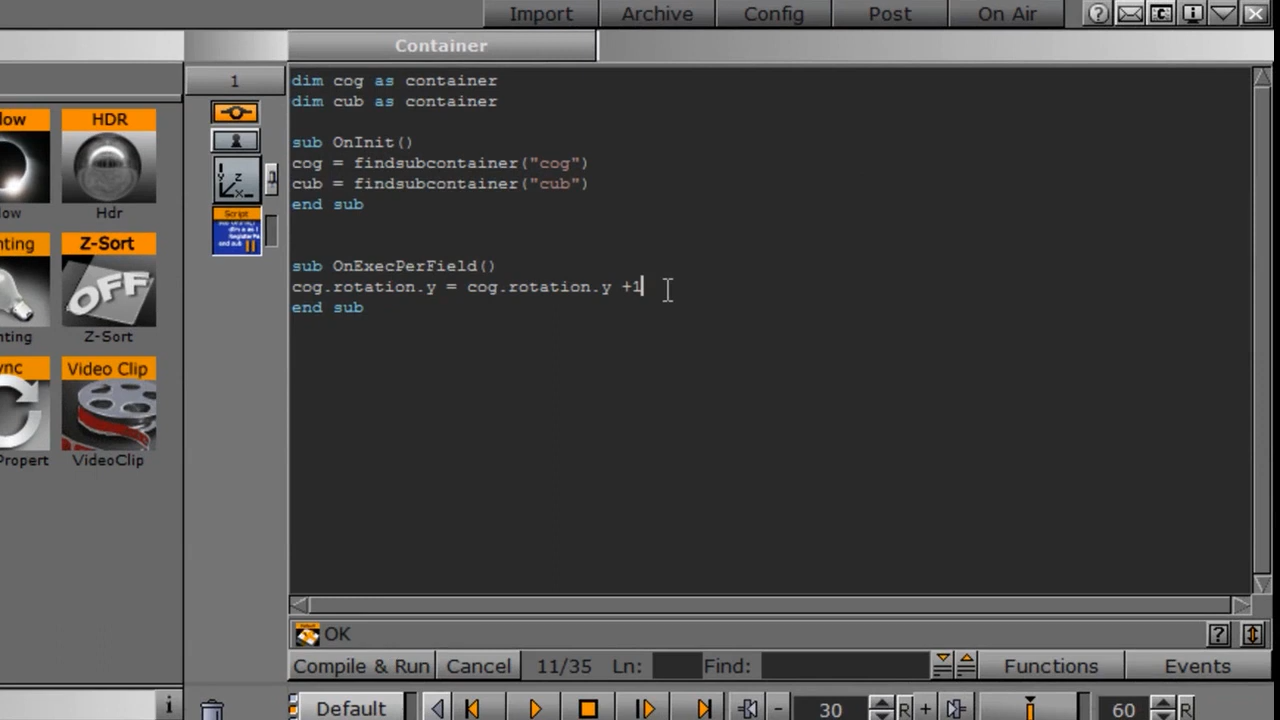 Import Archive Config Post On Air
Container
1
dim cog as container
dim cub as container
sub OnInit()
cog = findsubcontainer("cog")
cub = findsubcontainer("cub")
end sub
sub OnExecPerField()
cog.rotation.y = cog.rotation.y +1
end sub
low HDR
low Hdr
nting Z-Sort
OFF
nting Z-Sort
ync Video Clip
Propert VideoClip
Script
y z x
OK
Compile & Run Cancel 11/35 Ln: Find: Functions Events
Default - 30 R + 60 R